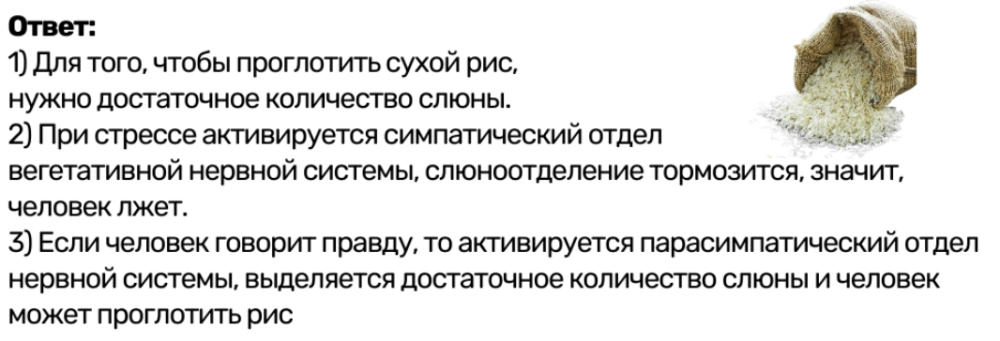 Ответ:
1) Для того, чтобы проглотить сухой рис,
нужно достаточное количество слюны.
2) При стрессе активируется симпатический отдел
вегетативной нервной системы, слюноотделение тормозится, значит,
человек лжет.
3) Если человек говорит правду, то активируется парасимпатический отдел
нервной системы, выделяется достаточное количество слюны и человек
может проглотить рис